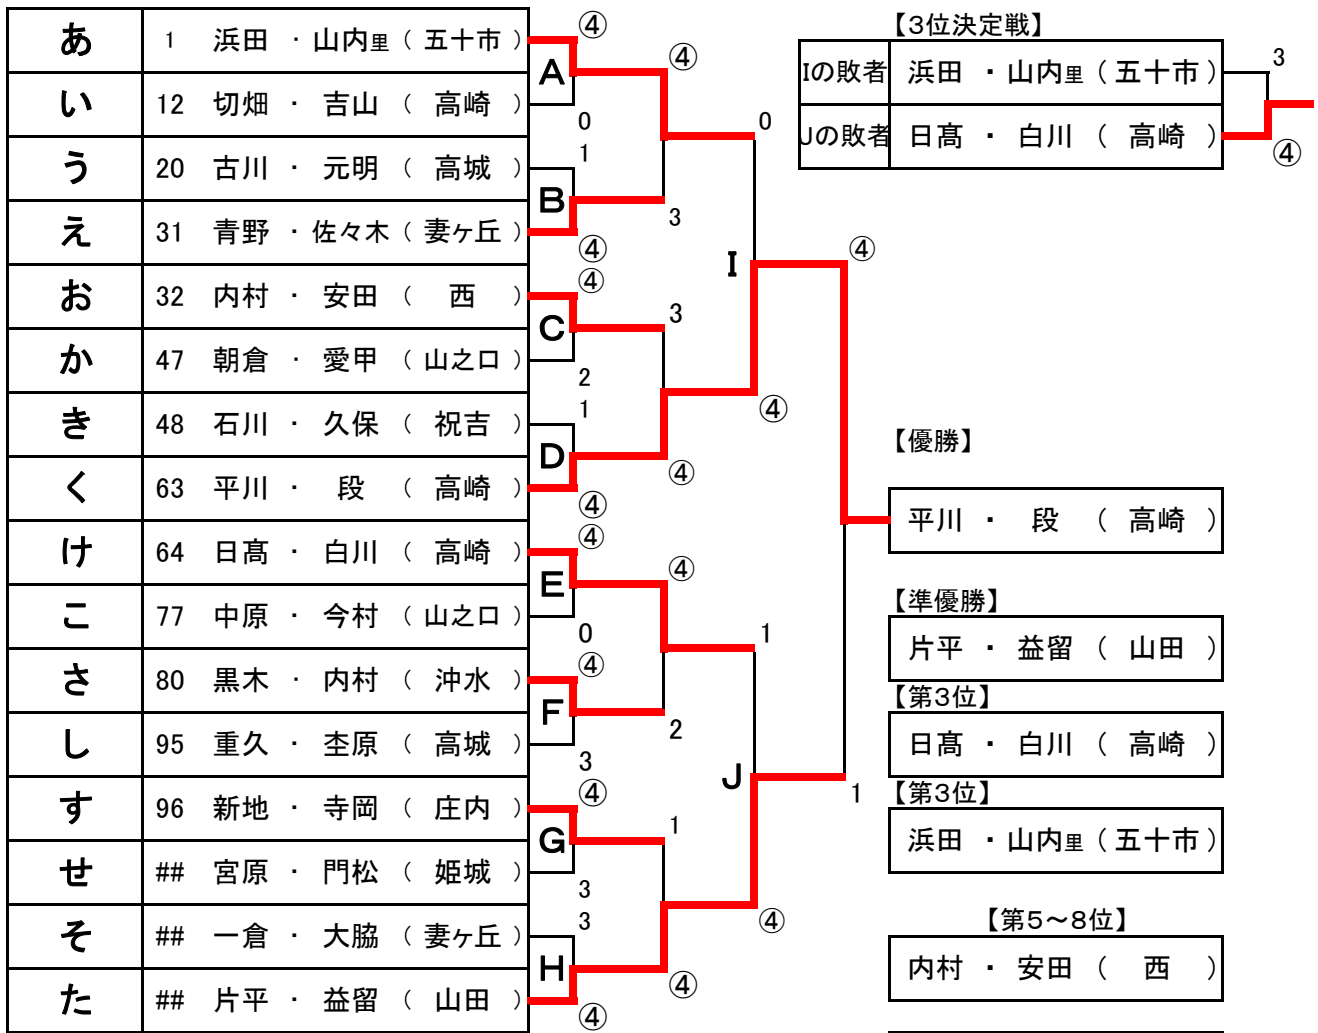 あ 1 浜田 ・ 山内里 ( 五十市 ) ④
い 12 切畑 ・ 吉山 ( 高崎 ) 0
A ④
う 20 古川 ・ 元明 ( 高城 ) 1
え 31 青野 ・ 佐々木 ( 妻ヶ丘 ) ④
B 3
0
お 32 内村 ・ 安田 ( 西 ) ④
か 47 朝倉 ・ 愛甲 ( 山之口 ) 2
C 3
き 48 石川 ・ 久保 ( 祝吉 ) 1
く 63 平川 ・ 段 ( 高崎 ) ④
D ④
④
I ④
け 64 日髙 ・ 白川 ( 高崎 ) ④
こ 77 中原 ・ 今村 ( 山之口 ) 0
E ④
さ 80 黒木 ・ 内村 ( 沖水 ) ④
し 95 重久 ・ 杢原 ( 高城 ) 3
F 2
1
す 96 新地 ・ 寺岡 ( 庄内 ) ④
せ ## 宮原 ・ 門松 ( 姫城 ) 3
G 1
そ ## 一倉 ・ 大脇 ( 妻ヶ丘 ) 3
た ## 片平 ・ 益留 ( 山田 ) ④
H ④
④
J 1
【3位決定戦】
Iの敗者 浜田 ・ 山内里 ( 五十市 ) 3
Jの敗者 日髙 ・ 白川 ( 高崎 ) ④
【優勝】
平川 ・ 段 ( 高崎 )
【準優勝】
片平 ・ 益留 ( 山田 )
【第3位】
日髙 ・ 白川 ( 高崎 )
【第3位】
浜田 ・ 山内里 ( 五十市 )
【第5～8位】
内村 ・ 安田 ( 西 )